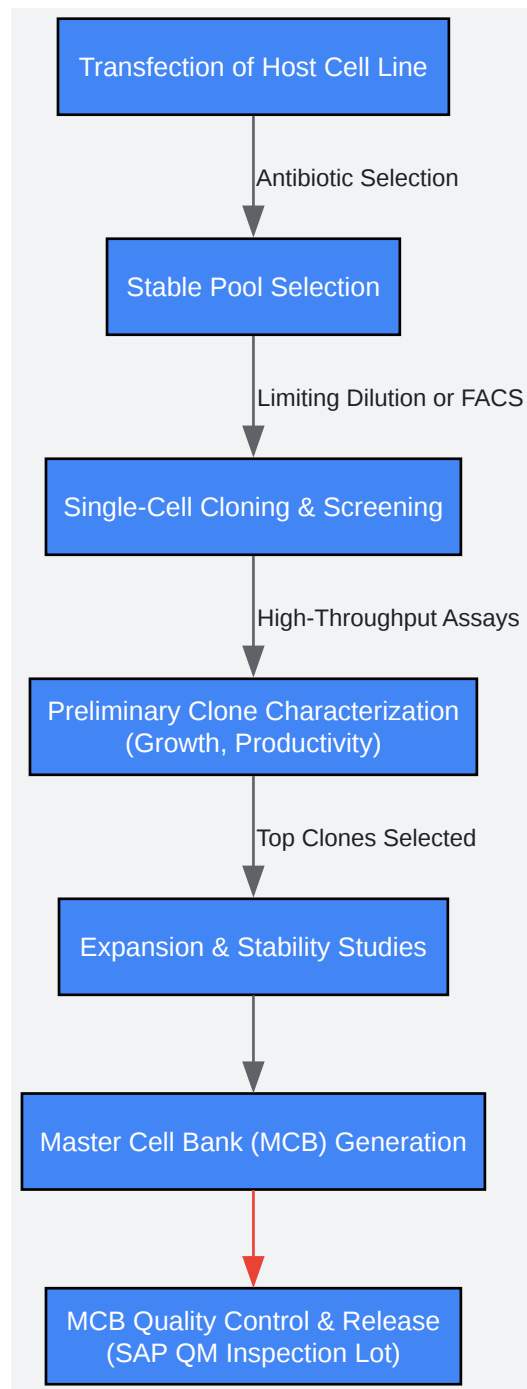 Transfection of Host Cell Line
Antibiotic Selection
Stable Pool Selection
Limiting Dilution or FACS
Single-Cell Cloning & Screening
High-Throughput Assays
Preliminary Clone Characterization
(Growth, Productivity)
Top Clones Selected
Expansion & Stability Studies
Master Cell Bank (MCB) Generation
MCB Quality Control & Release
(SAP QM Inspection Lot)